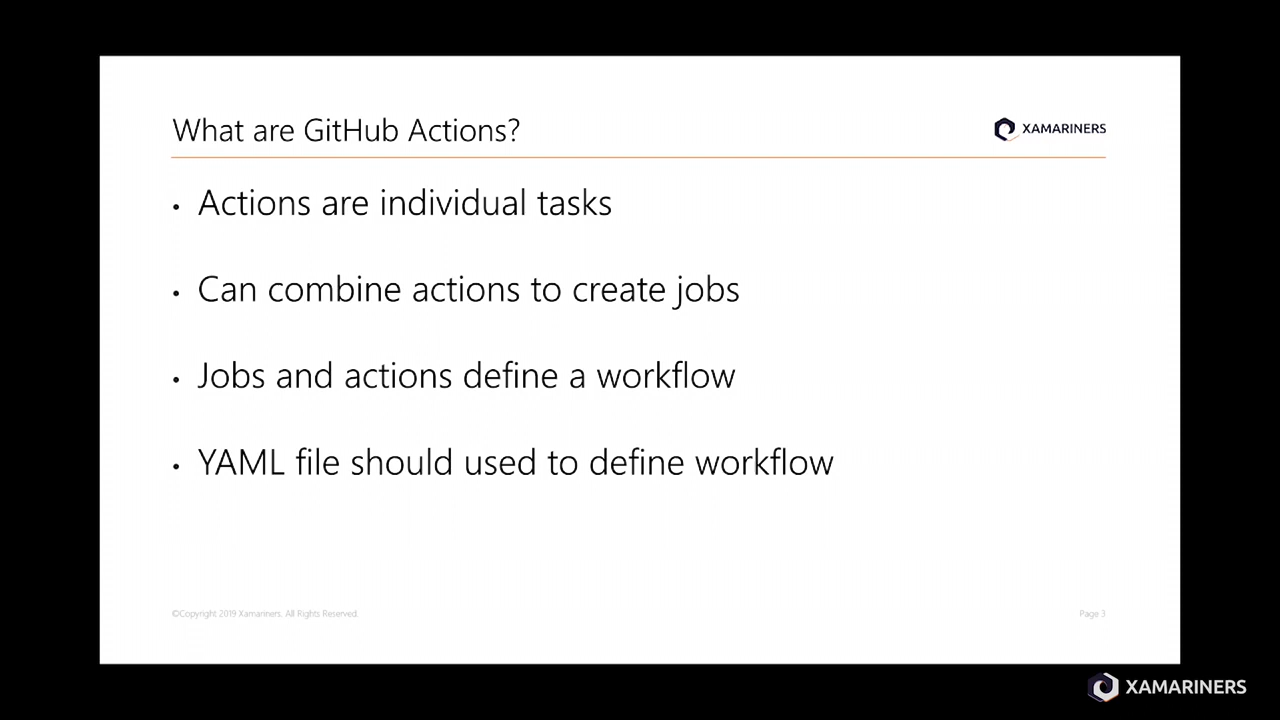 What are GitHub Actions?
XAMARINERS
• Actions are individual tasks
• Can combine actions to create jobs
• Jobs and actions define a workflow
• YAML file should used to define workflow
©Copyright 2019 Xamariners. All Rights Reserved.
Page 3
XAMARINERS